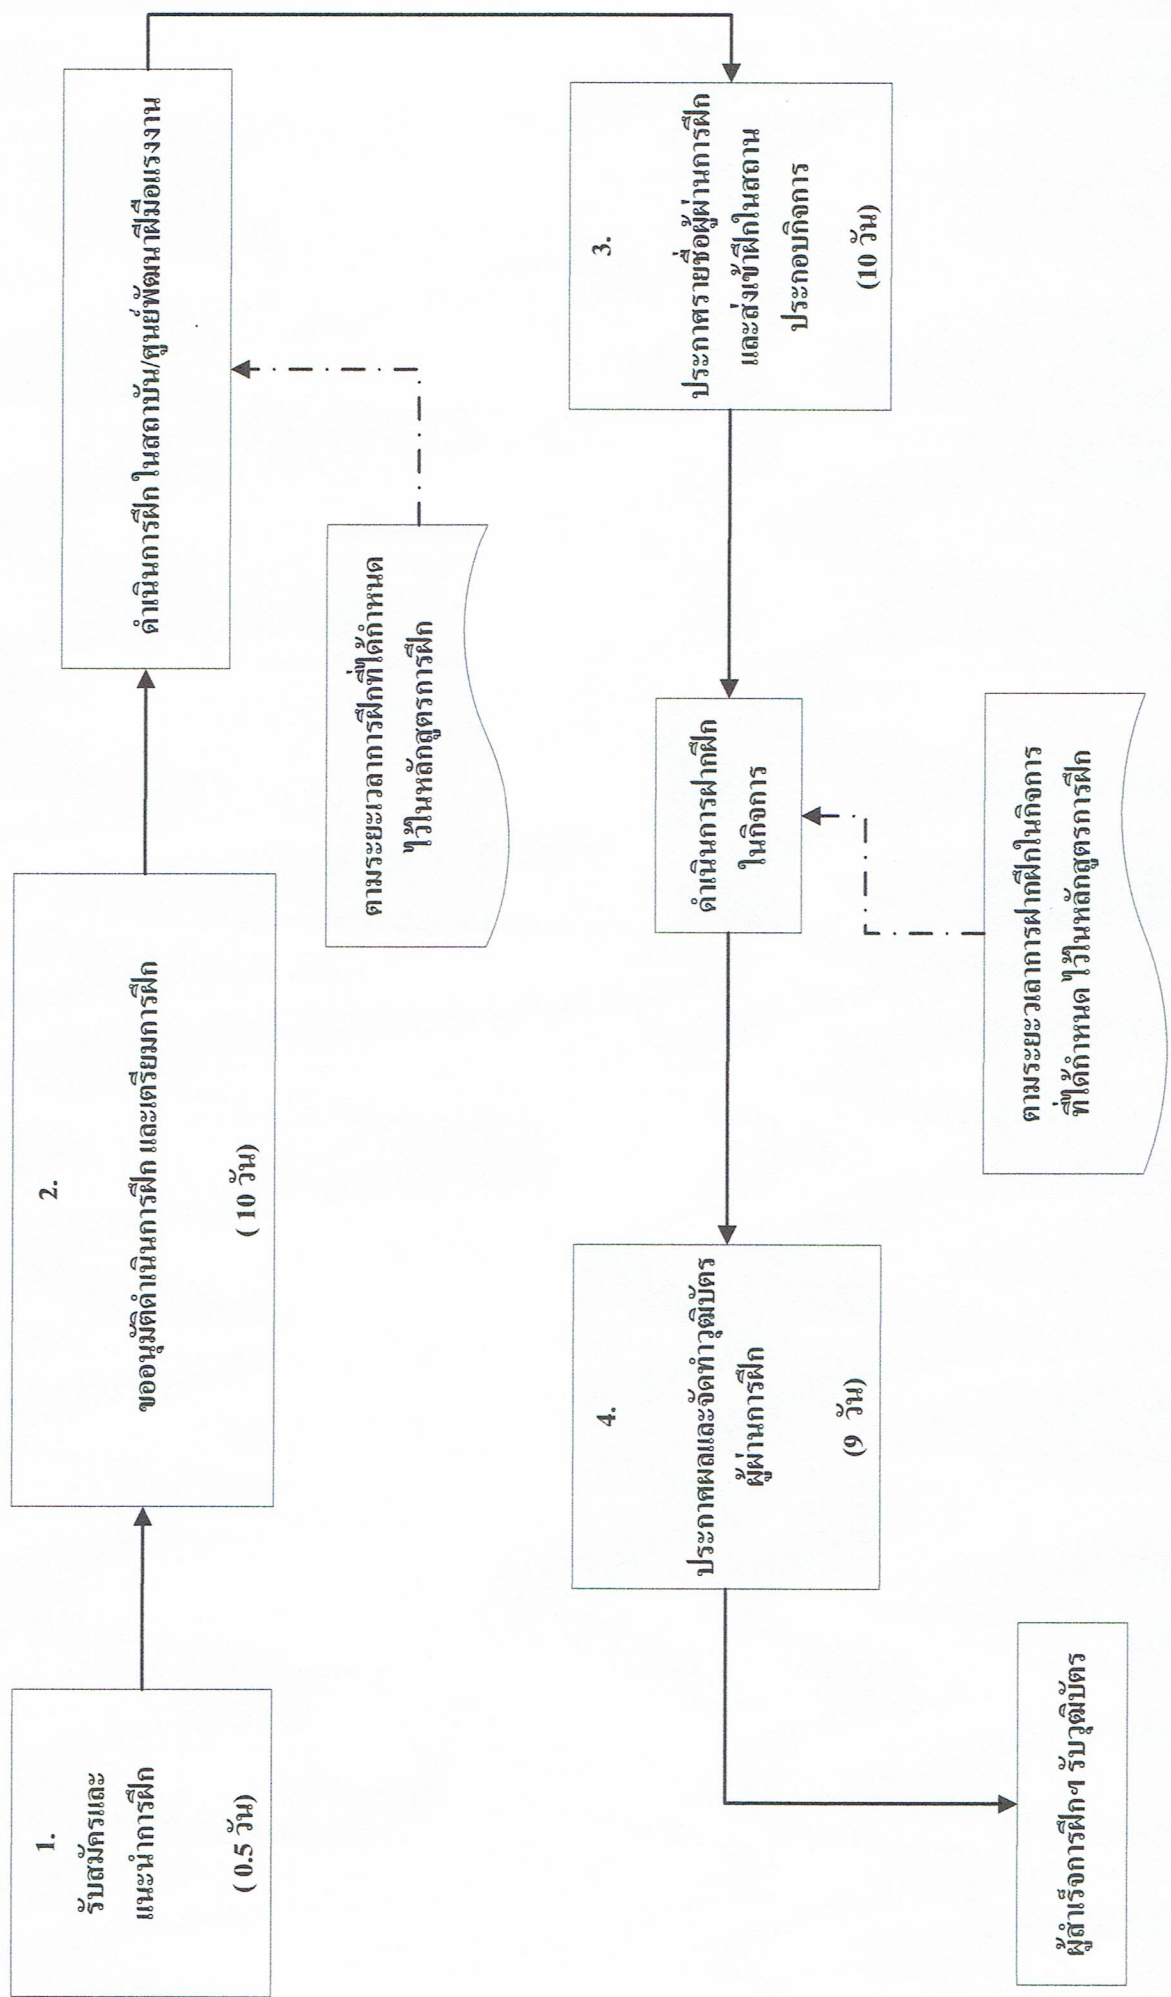 1.
รับสมัครและ
แนะนำการฝึก
( 0.5 วัน)
2.
ขออนุมัติดำเนินการฝึก และเตรียมการฝึก
( 10 วัน)
ดำเนินการฝึก ในสถาบัน/ศูนย์พัฒนาฝีมือแรงงาน
ตามระยะเวลาการฝึกที่ได้กำหนด
ไว้ในหลักสูตรการฝึก
3.
ประกาศรายชื่อผู้ผ่านการฝึก
และส่งเข้าฝึกในสถาน
ประกอบกิจการ
(10 วัน)
ดำเนินการฝากฝึก
ในกิจการ
ตามระยะวเลาการฝากฝึกในกิจการ
ที่ได้กำหนด ไว้ในหลักสูตรการฝึก
4.
ประกาศผลและจัดทำวุฒิบัตร
ผู้ผ่านการฝึก
(9 วัน)
ผู้สำเร็จการฝึกฯ รับวุฒิบัตร